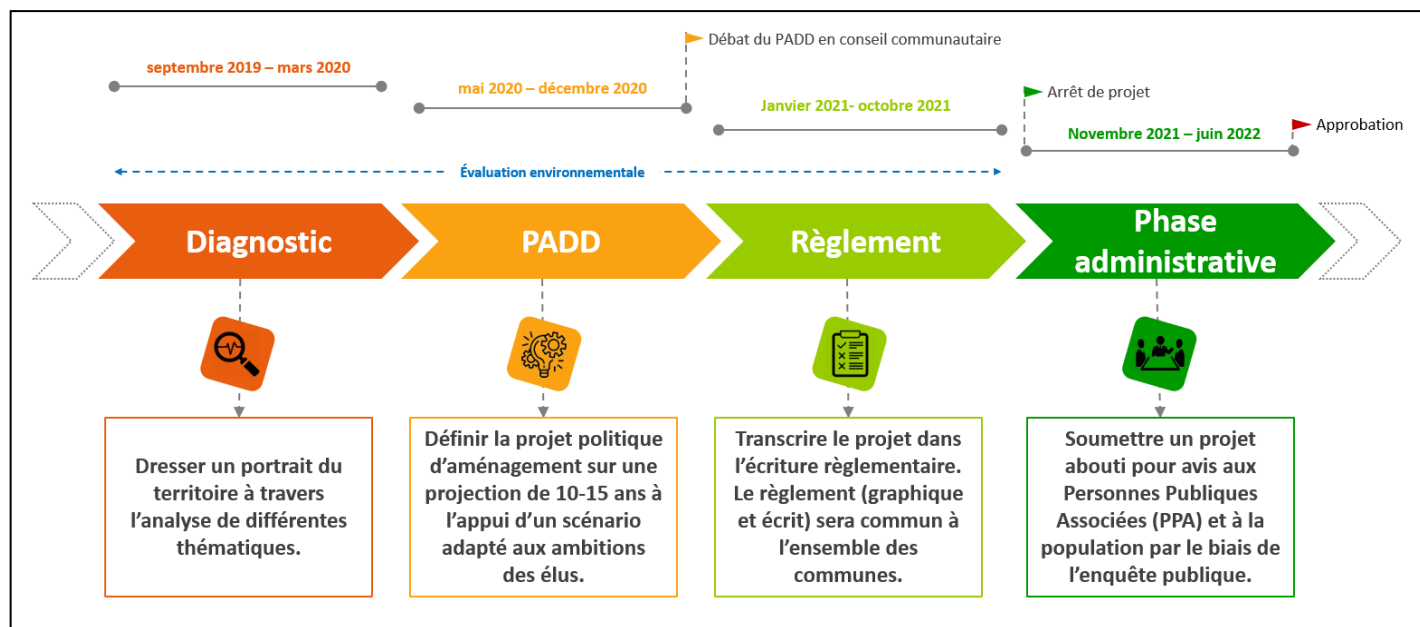 septembre 2019 – mars 2020
mai 2020 – décembre 2020
Débat du PADD en conseil communautaire
Janvier 2021- octobre 2021
Arrêt de projet
Novembre 2021 – juin 2022
Approbation
Évaluation environnementale
Diagnostic
PADD
Règlement
Phase
administrative
Dresser un portrait du
territoire à travers
l’analyse de différentes
thématiques.
Définir la projet politique
d’aménagement sur une
projection de 10-15 ans à
l’appui d’un scénario
adapté aux ambitions
des élus.
Transcrire le projet dans
l’écriture règlementaire.
Le règlement (graphique
et écrit) sera commun à
l’ensemble des
communes.
Soumettre un projet
abouti pour avis aux
Personnes Publiques
Associées (PPA) et à la
population par le biais de
l’enquête publique.